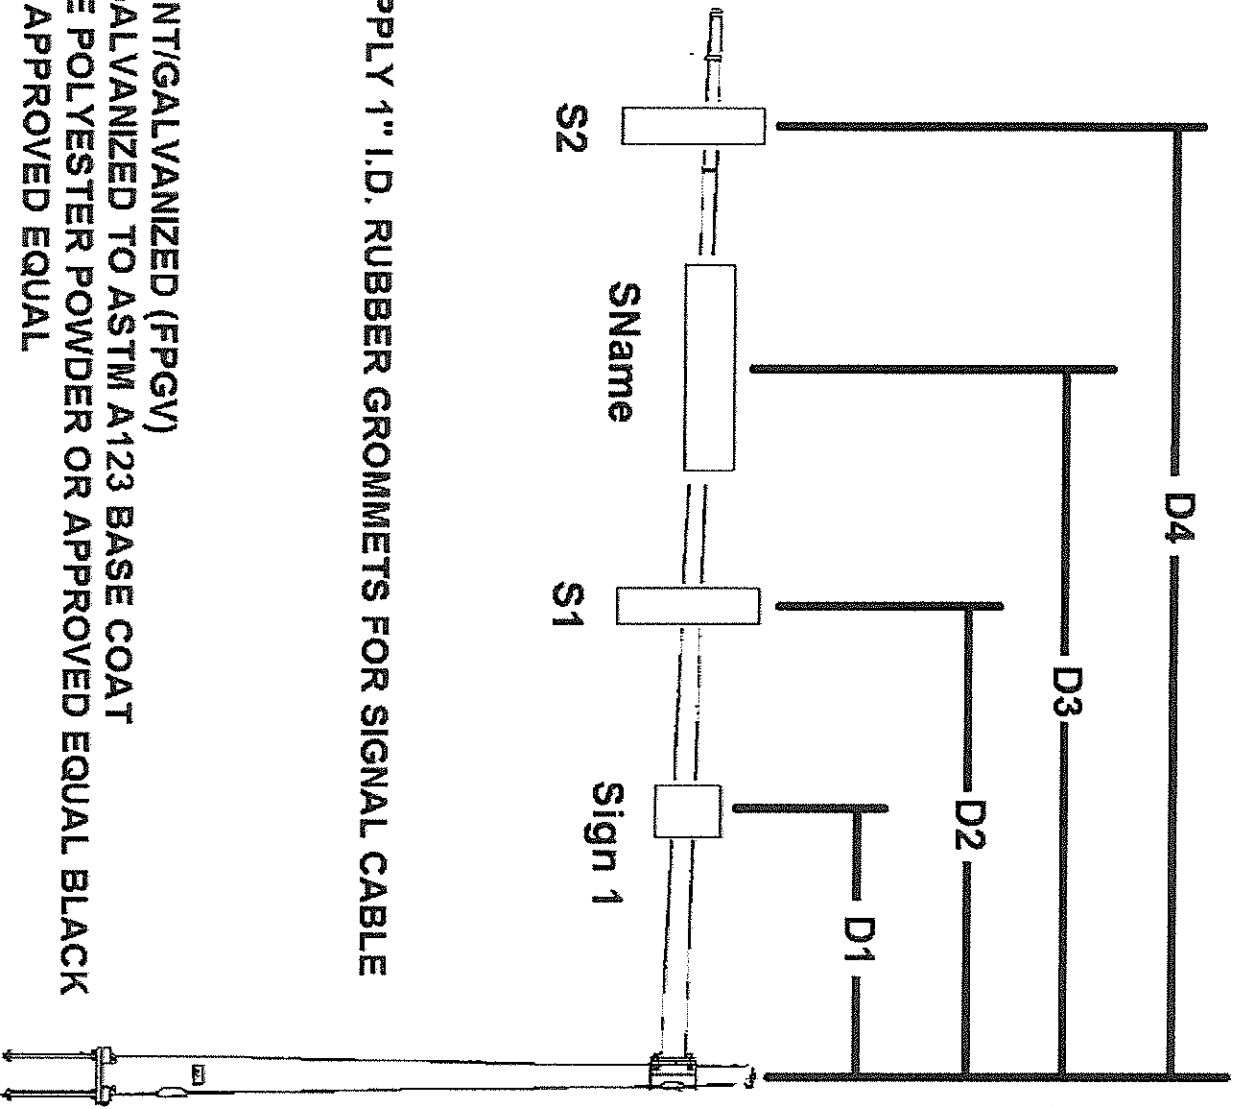 D4
D3
D2
D1
S2
SName
S1
Sign 1
PPLY 1" I.D. RUBBER GROMMETS FOR SIGNAL CABLE
NT/GALVANIZED (FPGV)
ALVANIZED TO ASTM A123 BASE COAT
E POLYESTER POWDER OR APPROVED EQUAL BLACK
APPROVED EQUAL